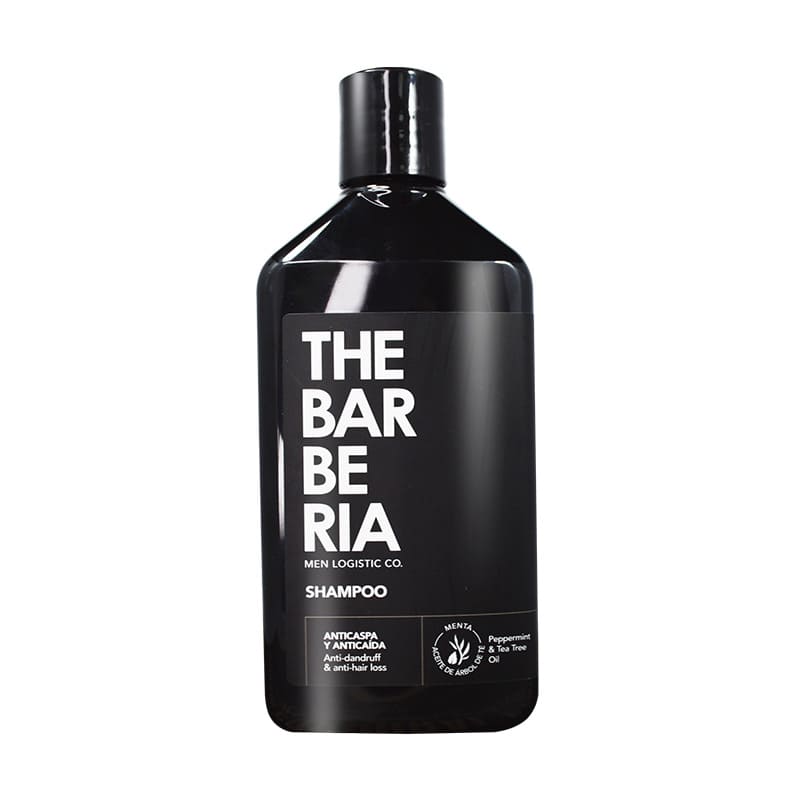 THE
BAR
BE
RIA
MEN LOGISTIC CO.
SHAMPOO
ANTICASPA
Y ANTICAÍDA
Anti-dandruff
& anti-hair loss
MENTA
ACEITE DE ÁRBOL DE TÉ
Peppermint
& Tea Tree
Oil